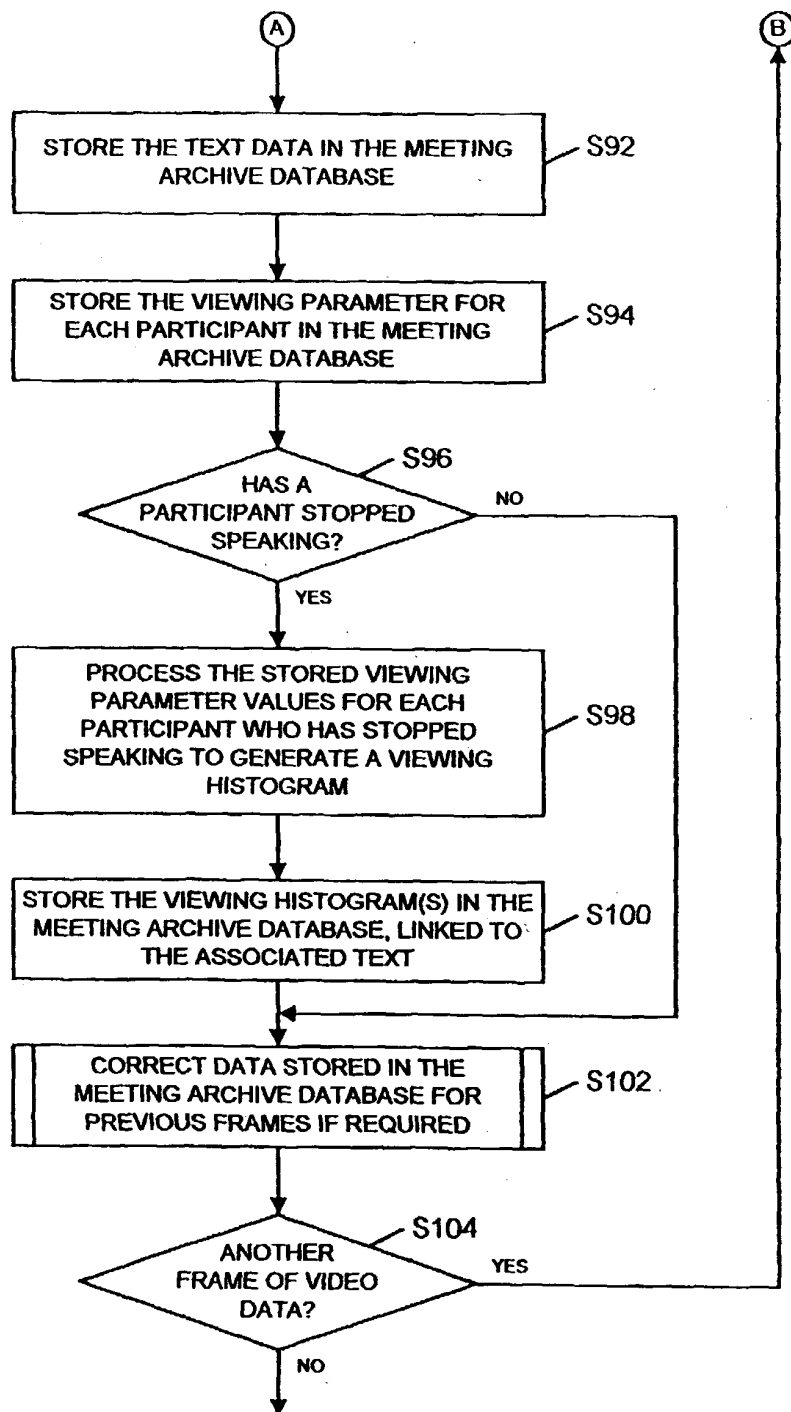 A
B
STORE THE TEXT DATA IN THE MEETING
ARCHIVE DATABASE
S92
STORE THE VIEWING PARAMETER FOR
EACH PARTICIPANT IN THE MEETING
ARCHIVE DATABASE
S94
S96
HAS A
PARTICIPANT STOPPED
SPEAKING?
NO
YES
PROCESS THE STORED VIEWING
PARAMETER VALUES FOR EACH
PARTICIPANT WHO HAS STOPPED
SPEAKING TO GENERATE A VIEWING
HISTOGRAM
S98
STORE THE VIEWING HISTOGRAM(S) IN THE
MEETING ARCHIVE DATABASE, LINKED TO
THE ASSOCIATED TEXT
S100
CORRECT DATA STORED IN THE
MEETING ARCHIVE DATABASE FOR
PREVIOUS FRAMES IF REQUIRED
S102
S104
ANOTHER
FRAME OF VIDEO
DATA?
YES
NO